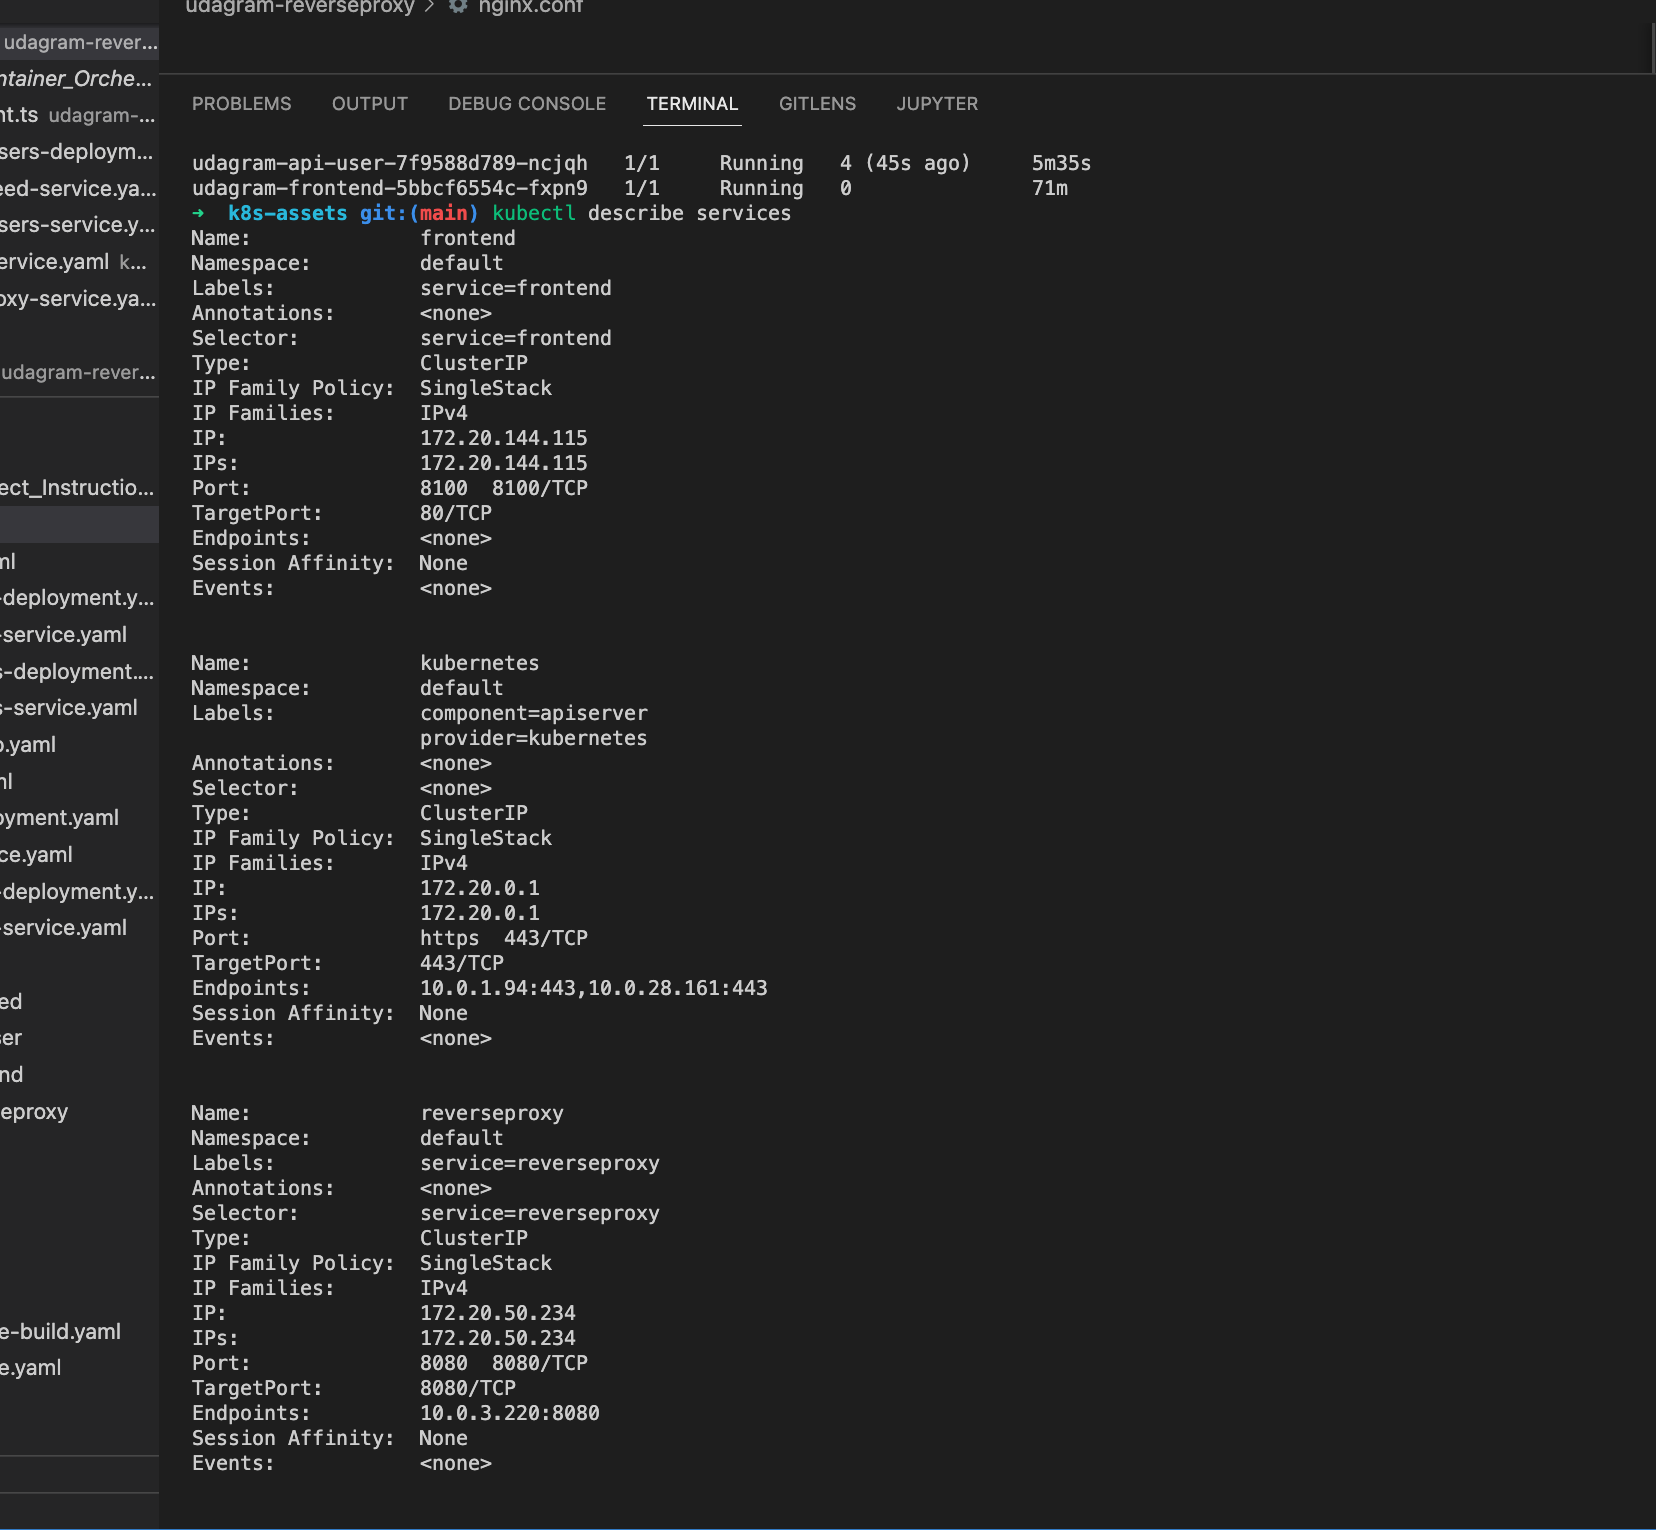 udagram-reverseproxy > nginx.conf
udagram-rever...
ntainer_Orche...
nt.ts udagram-...
sers-deploym...
eed-service.ya...
sers-service.y...
ervice.yaml k...
oxy-service.ya...
udagram-rever...
ect_Instructio...
ml
-deployment.y...
-service.yaml
s-deployment....
s-service.yaml
o.yaml
ml
oyment.yaml
ce.yaml
-deployment.y...
-service.yaml
ed
ser
nd
eproxy
e-build.yaml
e.yaml
PROBLEMS OUTPUT DEBUG CONSOLE TERMINAL GITLENS JUPYTER
udagram-api-user-7f9588d789-ncjqh 1/1 Running 4 (45s ago) 5m35s
udagram-frontend-5bbcf6554c-fxpn9 1/1 Running 0 71m
→ k8s-assets git:(main) kubectl describe services
Name: frontend
Namespace: default
Labels: service=frontend
Annotations: <none>
Selector: service=frontend
Type: ClusterIP
IP Family Policy: SingleStack
IP Families: IPv4
IP: 172.20.144.115
IPs: 172.20.144.115
Port: 8100 8100/TCP
TargetPort: 80/TCP
Endpoints: <none>
Session Affinity: None
Events: <none>
Name: kubernetes
Namespace: default
Labels: component=apiserver
provider=kubernetes
Annotations: <none>
Selector: <none>
Type: ClusterIP
IP Family Policy: SingleStack
IP Families: IPv4
IP: 172.20.0.1
IPs: 172.20.0.1
Port: https 443/TCP
TargetPort: 443/TCP
Endpoints: 10.0.1.94:443,10.0.28.161:443
Session Affinity: None
Events: <none>
Name: reverseproxy
Namespace: default
Labels: service=reverseproxy
Annotations: <none>
Selector: service=reverseproxy
Type: ClusterIP
IP Family Policy: SingleStack
IP Families: IPv4
IP: 172.20.50.234
IPs: 172.20.50.234
Port: 8080 8080/TCP
TargetPort: 8080/TCP
Endpoints: 10.0.3.220:8080
Session Affinity: None
Events: <none>